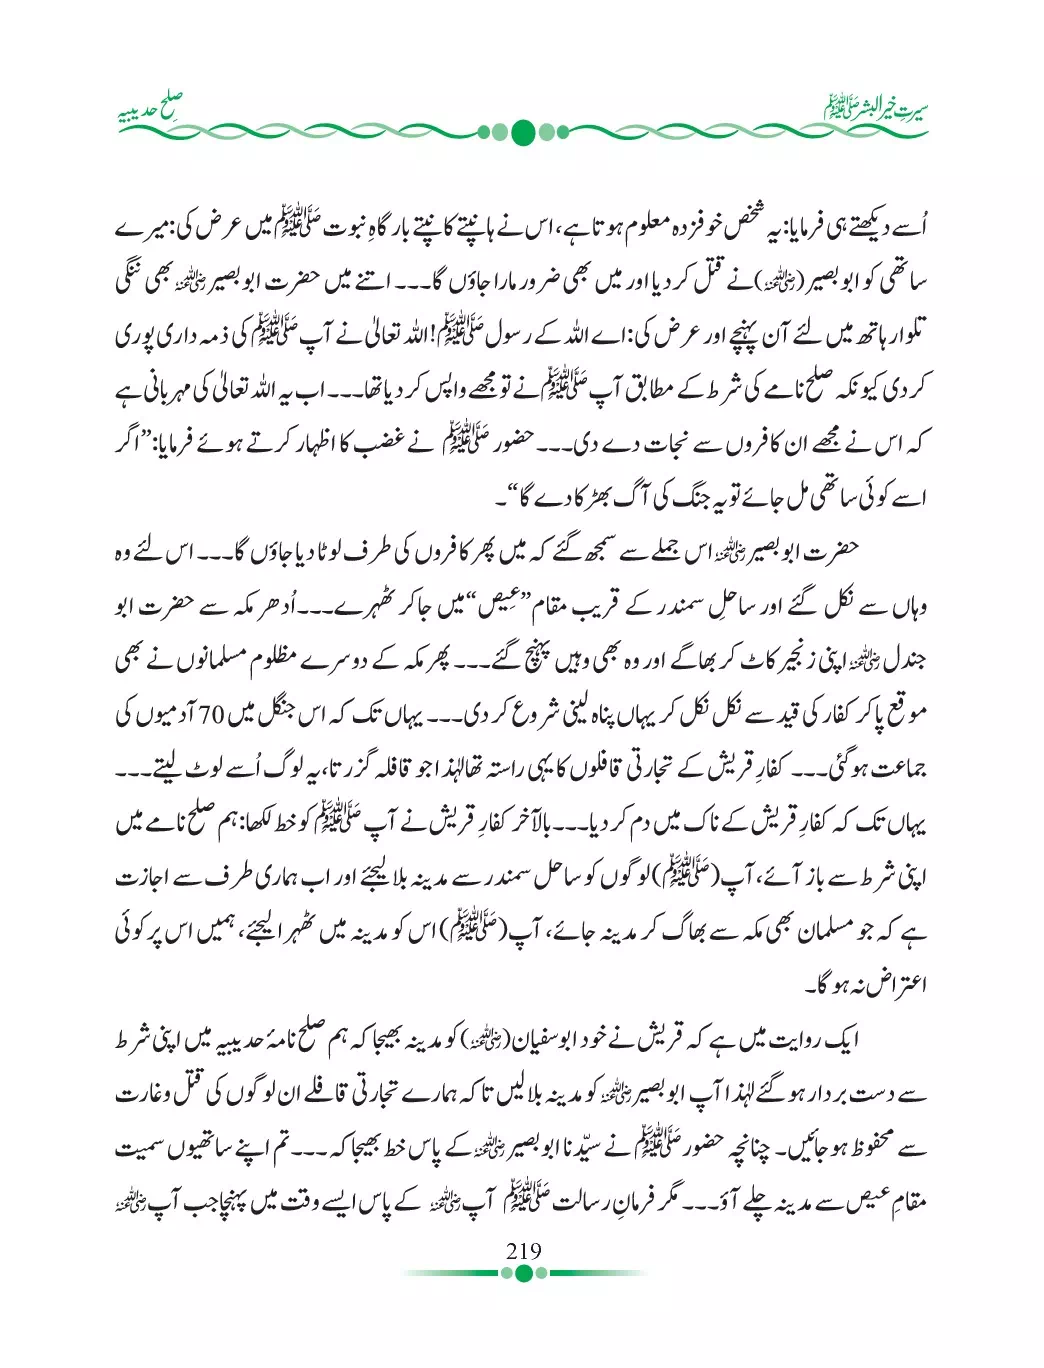 سیرتِ خیر البشر ﷺ
صلحِ حدیبیہ
اُسے دیکھتے ہی فرمایا: یہ شخص خوفزدہ معلوم ہوتا ہے، اس نے ہانپتے کانپتے بارگاہِ نبوت ﷺ میں عرض کی: میرے
ساتھی کو ابوبصیر (رضی اللہ عنہ) نے قتل کر دیا اور میں بھی ضرور مارا جاؤں گا۔۔۔ اتنے میں حضرت ابوبصیر رضی اللہ عنہ بھی ننگی
تلوار ہاتھ میں لئے آن پہنچے اور عرض کی: اے اللہ کے رسول ﷺ! اللہ تعالیٰ نے آپ ﷺ کی ذمہ داری پوری
کر دی کیونکہ صلح نامے کی شرط کے مطابق آپ ﷺ نے تو مجھے واپس کر دیا تھا۔۔۔ اب یہ اللہ تعالیٰ کی مہربانی ہے
کہ اس نے مجھے ان کافروں سے نجات دے دی۔۔۔ حضور ﷺ نے غضب کا اظہار کرتے ہوئے فرمایا: ”اگر
اسے کوئی ساتھی مل جائے تو یہ جنگ کی آگ بھڑکا دے گا“۔
حضرت ابوبصیر رضی اللہ عنہ اس جملے سے سمجھ گئے کہ میں پھر کافروں کی طرف لوٹا دیا جاؤں گا۔۔۔ اس لئے وہ
وہاں سے نکل گئے اور ساحلِ سمندر کے قریب مقام ”عِیص“ میں جا کر ٹھہرے۔۔۔ اُدھر مکہ سے حضرت ابو
جندل رضی اللہ عنہ اپنی زنجیر کاٹ کر بھاگے اور وہ بھی وہیں پہنچ گئے۔۔۔ پھر مکہ کے دوسرے مظلوم مسلمانوں نے بھی
موقع پا کر کفار کی قید سے نکل نکل کر یہاں پناہ لینی شروع کر دی۔۔۔ یہاں تک کہ اس جنگل میں 70 آدمیوں کی
جماعت ہوگئی۔۔۔ کفارِ قریش کے تجارتی قافلوں کا یہی راستہ تھا لہٰذا جو قافلہ گزرتا، یہ لوگ اُسے لوٹ لیتے۔۔۔
یہاں تک کہ کفارِ قریش کے ناک میں دم کر دیا۔۔۔ بالآخر کفارِ قریش نے آپ ﷺ کو خط لکھا: ہم صلح نامے میں
اپنی شرط سے باز آئے، آپ (ﷺ) لوگوں کو ساحل سمندر سے مدینہ بلا لیجئے اور اب ہماری طرف سے اجازت
ہے کہ جو مسلمان بھی مکہ سے بھاگ کر مدینہ جائے، آپ (ﷺ) اس کو مدینہ میں ٹھہرا لیجئے، ہمیں اس پر کوئی
اعتراض نہ ہو گا۔
ایک روایت میں ہے کہ قریش نے خود ابوسفیان (رضی اللہ عنہ) کو مدینہ بھیجا کہ ہم صلح نامۂ حدیبیہ میں اپنی شرط
سے دست بردار ہوگئے لہٰذا آپ ابوبصیر رضی اللہ عنہ کو مدینہ بلالیں تاکہ ہمارے تجارتی قافلے ان لوگوں کی قتل وغارت
سے محفوظ ہو جائیں۔ چنانچہ حضور ﷺ نے سیّدنا ابوبصیر رضی اللہ عنہ کے پاس خط بھیجا کہ۔۔۔ تم اپنے ساتھیوں سمیت
مقامِ عیص سے مدینہ چلے آؤ۔۔۔ مگر فرمانِ رسالت ﷺ آپ رضی اللہ عنہ کے پاس ایسے وقت میں پہنچا جب آپ رضی اللہ عنہ
219